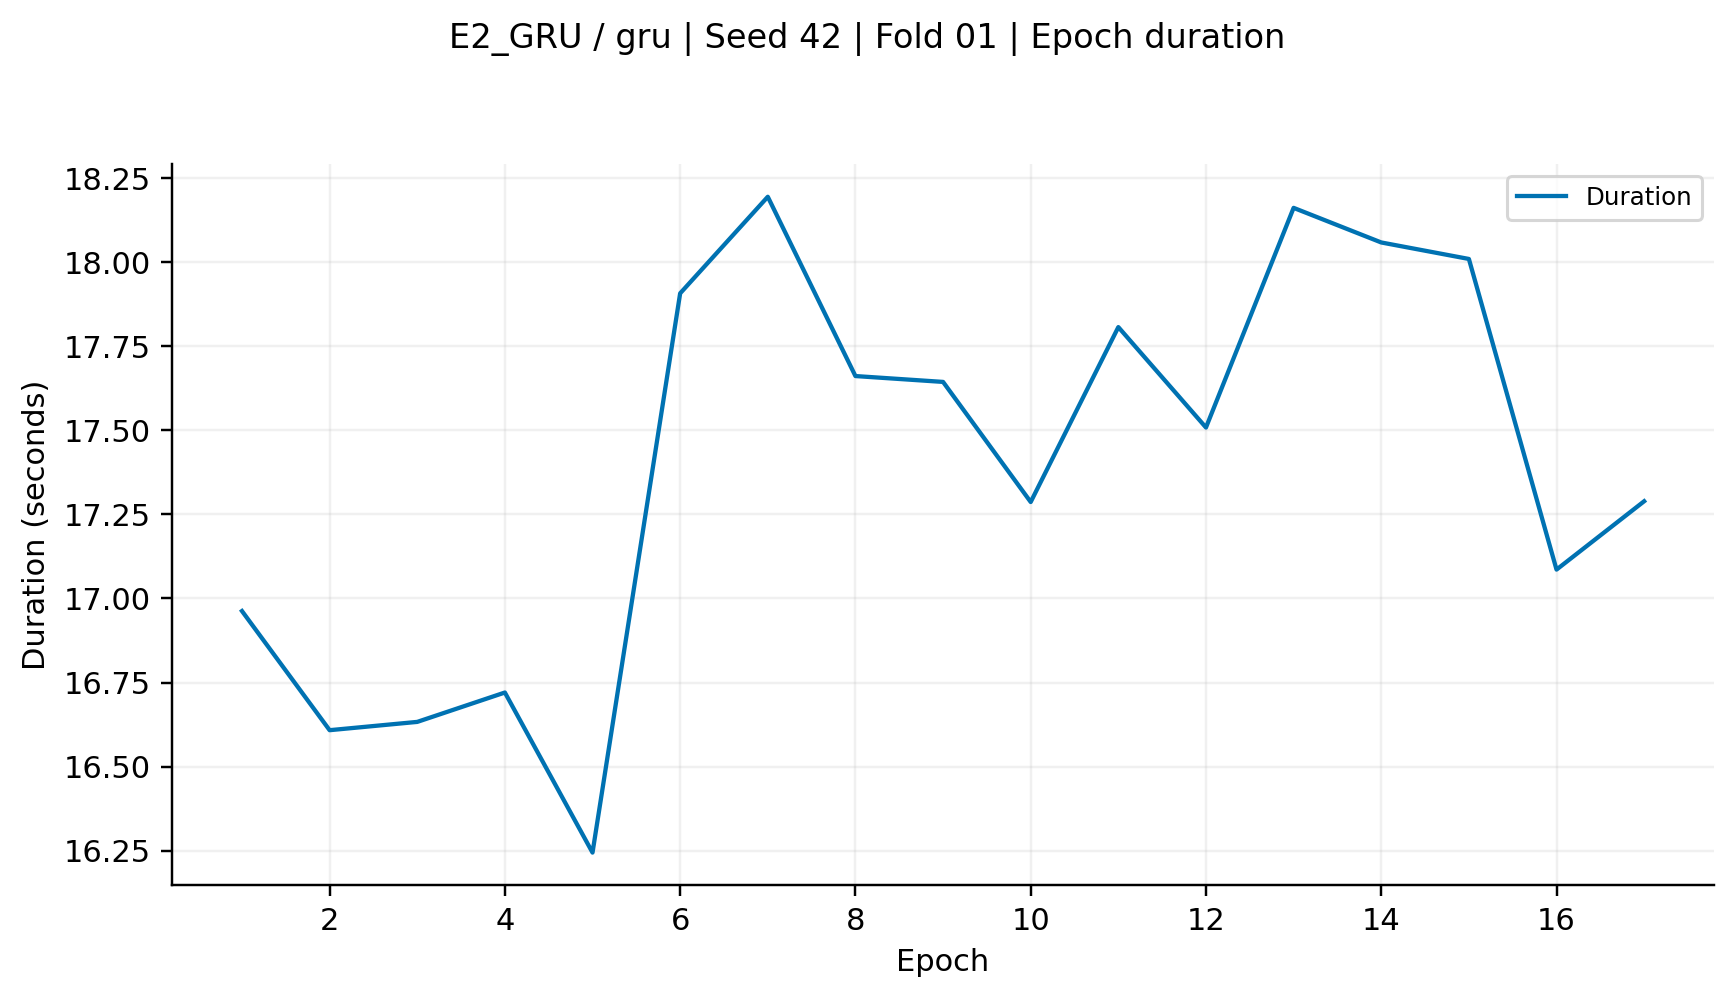 E2_GRU / gru | Seed 42 | Fold 01 | Epoch duration
18.25
18.00
17.75
17.50
17.25
17.00
16.75
16.50
16.25
Duration (seconds)
Duration
2 4 6 8 10 12 14 16
Epoch